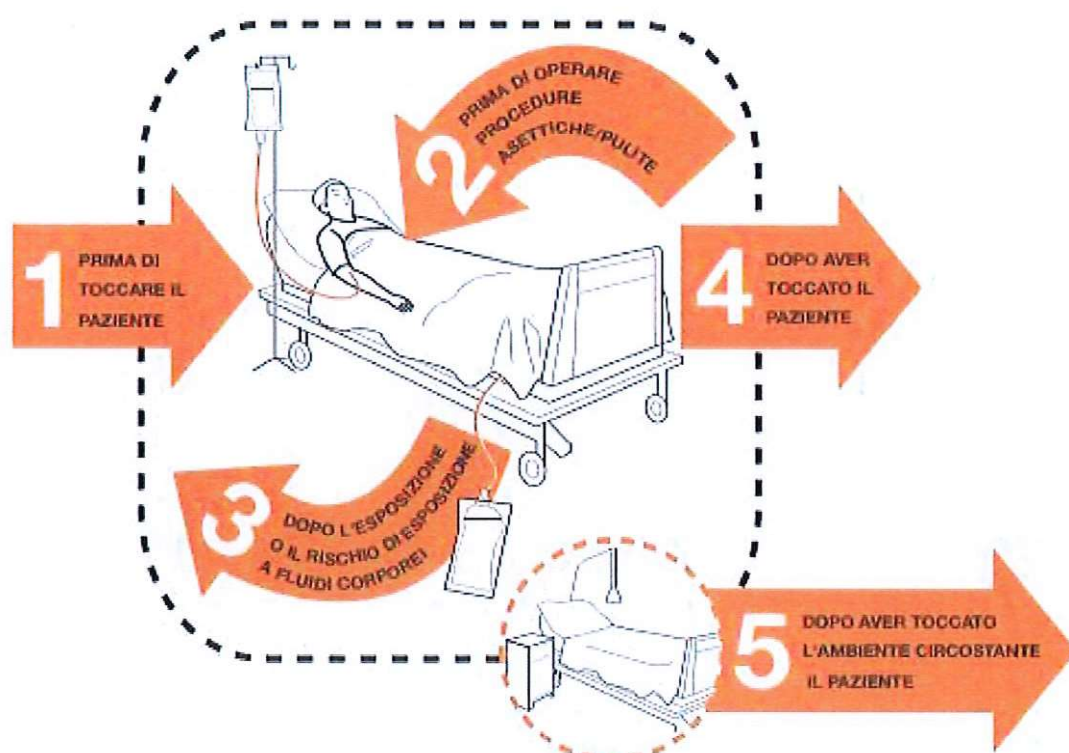 1
PRIMA DI
TOCCARE IL
PAZIENTE
2
PRIMA DI OPERARE
PROCEDURE
ASETTICHE/PULITE
3
DOPO L'ESPOSIZIONE
O IL RISCHIO DI ESPOSIZIONE
A FLUIDI CORPOREI
4
DOPO AVER
TOCCATO IL
PAZIENTE
5
DOPO AVER TOCCATO
L'AMBIENTE CIRCOSTANTE
IL PAZIENTE